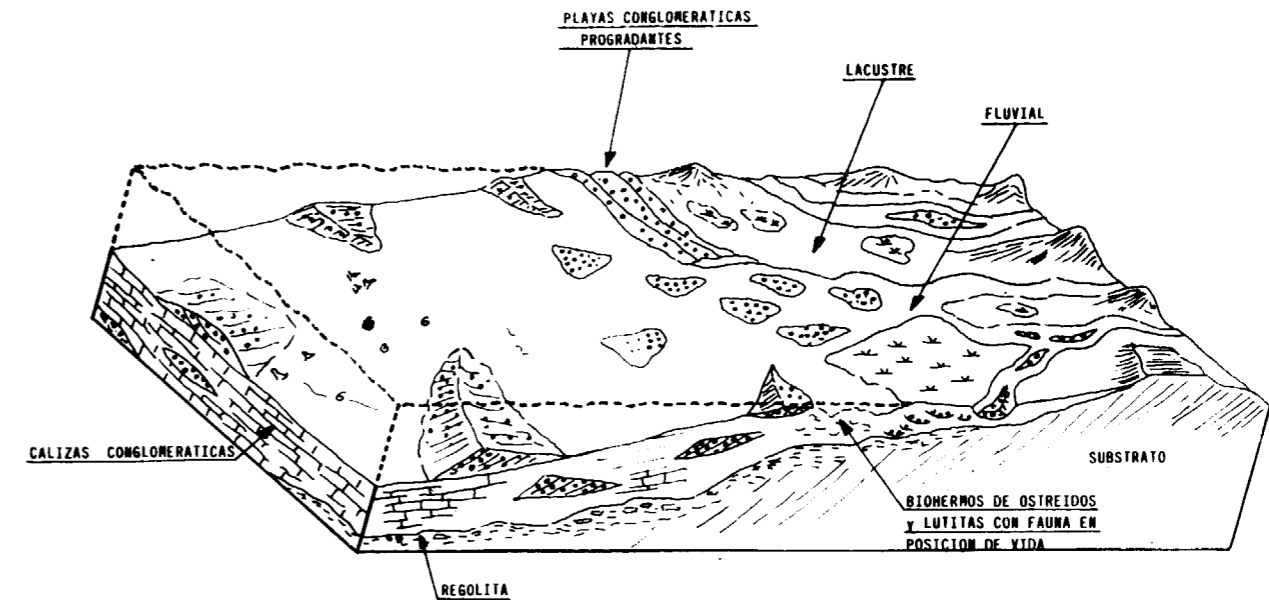 PLAYAS CONGLOMERATICAS
PROGRADANTES
LACUSTRE
FLUVIAL
CALIZAS CONGLOMERATICAS
SUBSTRATO
BIOHERMOS DE OSTREIDOS
Y LUTITAS CON FAUNA EN
POSICION DE VIDA
REGOLITA